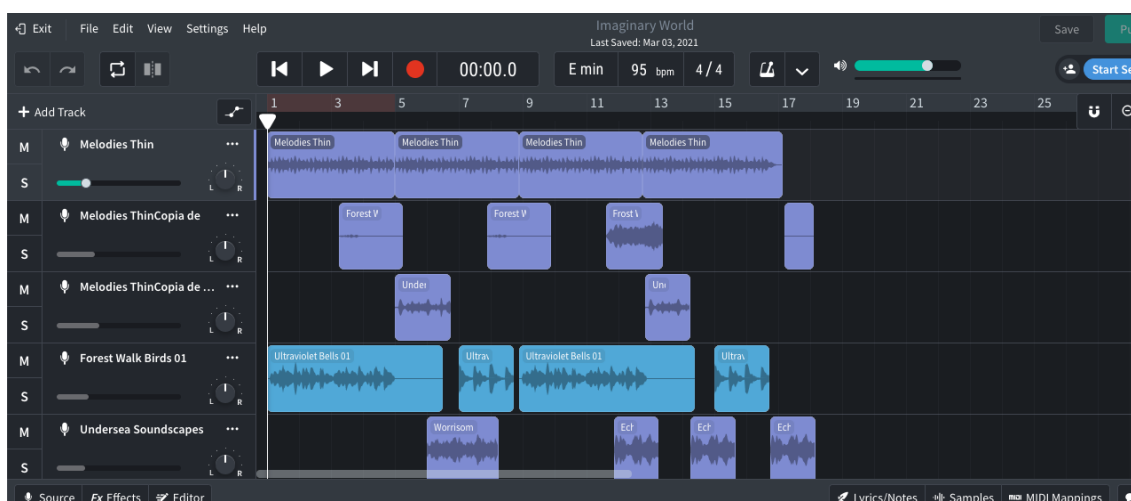 Exit File Edit View Settings Help
Imaginary World
Last Saved: Mar 03, 2021
Save
00:00.0 E min 95 bpm 4/4
Start
+ Add Track
1 3 5 7 9 11 13 15 17 19 21 23 25
M Melodies Thin ...
S L R
Melodies Thin Melodies Thin Melodies Thin Melodies Thin
M Melodies ThinCopia de ...
S L R
Forest Forest Frost
M Melodies ThinCopia de ... ...
S L R
Under Un
M Forest Walk Birds 01 ...
S L R
Ultraviolet Bells 01 Ultra Ultraviolet Bells 01 Ultra
M Undersea Soundscapes ...
S L R
Worrisom Ech Ech Ech
Source Fx Effects Editor Lyrics/Notes Samples MIDI MIDI Mappings